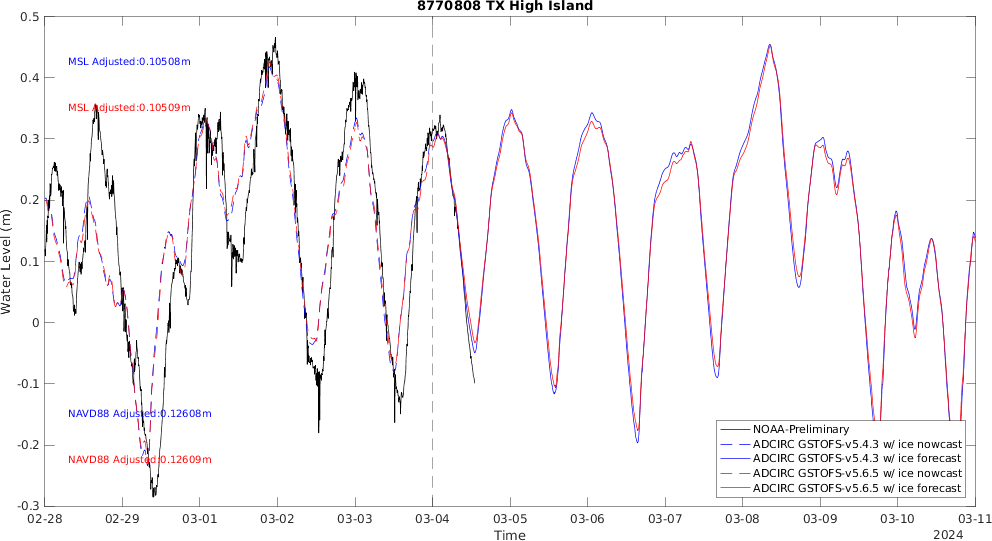 8770808 TX High Island
0.5
0.4
0.3
0.2
0.1
0
-0.1
-0.2
-0.3
Water Level (m)
MSL Adjusted:0.10508m
MSL Adjusted:0.10509m
NAVD88 Adjusted:0.12608m
NAVD88 Adjusted:0.12609m
NOAA-Preliminary
ADCIRC GSTOFS-v5.4.3 w/ ice nowcast
ADCIRC GSTOFS-v5.4.3 w/ ice forecast
ADCIRC GSTOFS-v5.6.5 w/ ice nowcast
ADCIRC GSTOFS-v5.6.5 w/ ice forecast
02-28 02-29 03-01 03-02 03-03 03-04 03-05 03-06 03-07 03-08 03-09 03-10 03-11
Time
2024